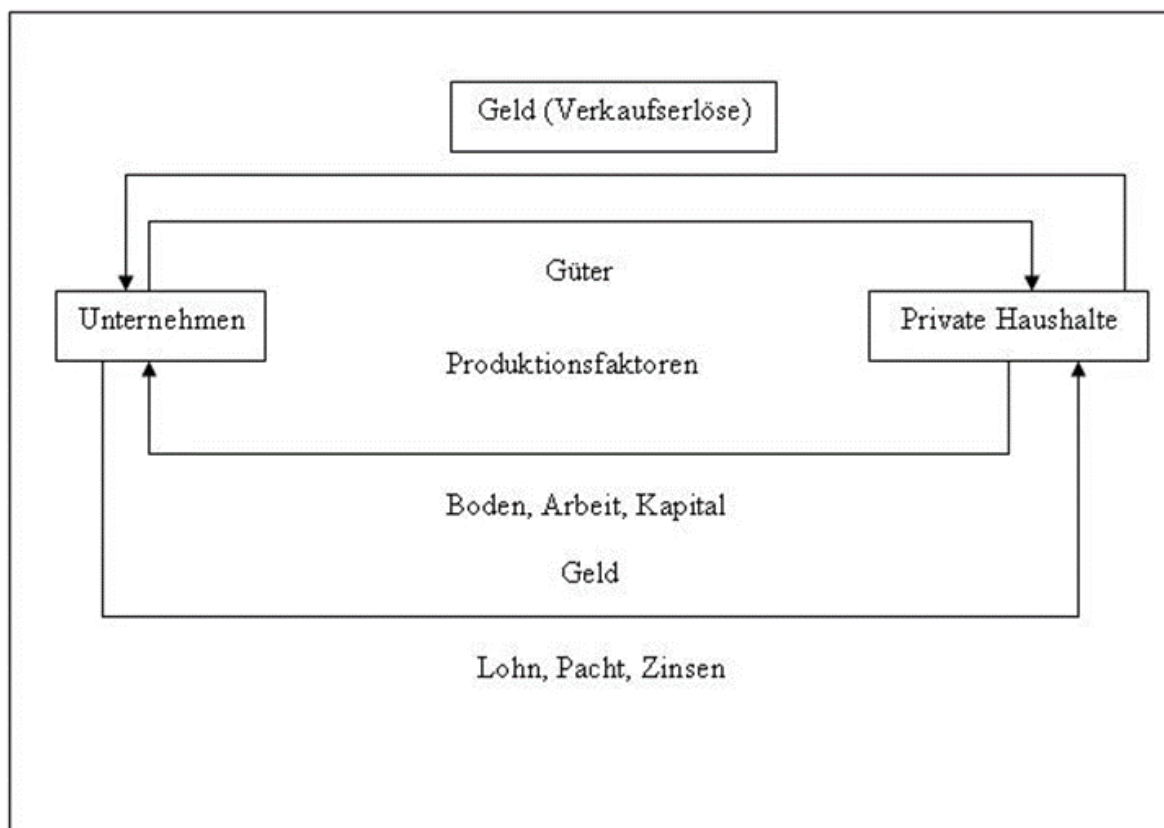 Geld (Verkaufserlöse)
Güter
Unternehmen
Private Haushalte
Produktionsfaktoren
Boden, Arbeit, Kapital
Geld
Lohn, Pacht, Zinsen